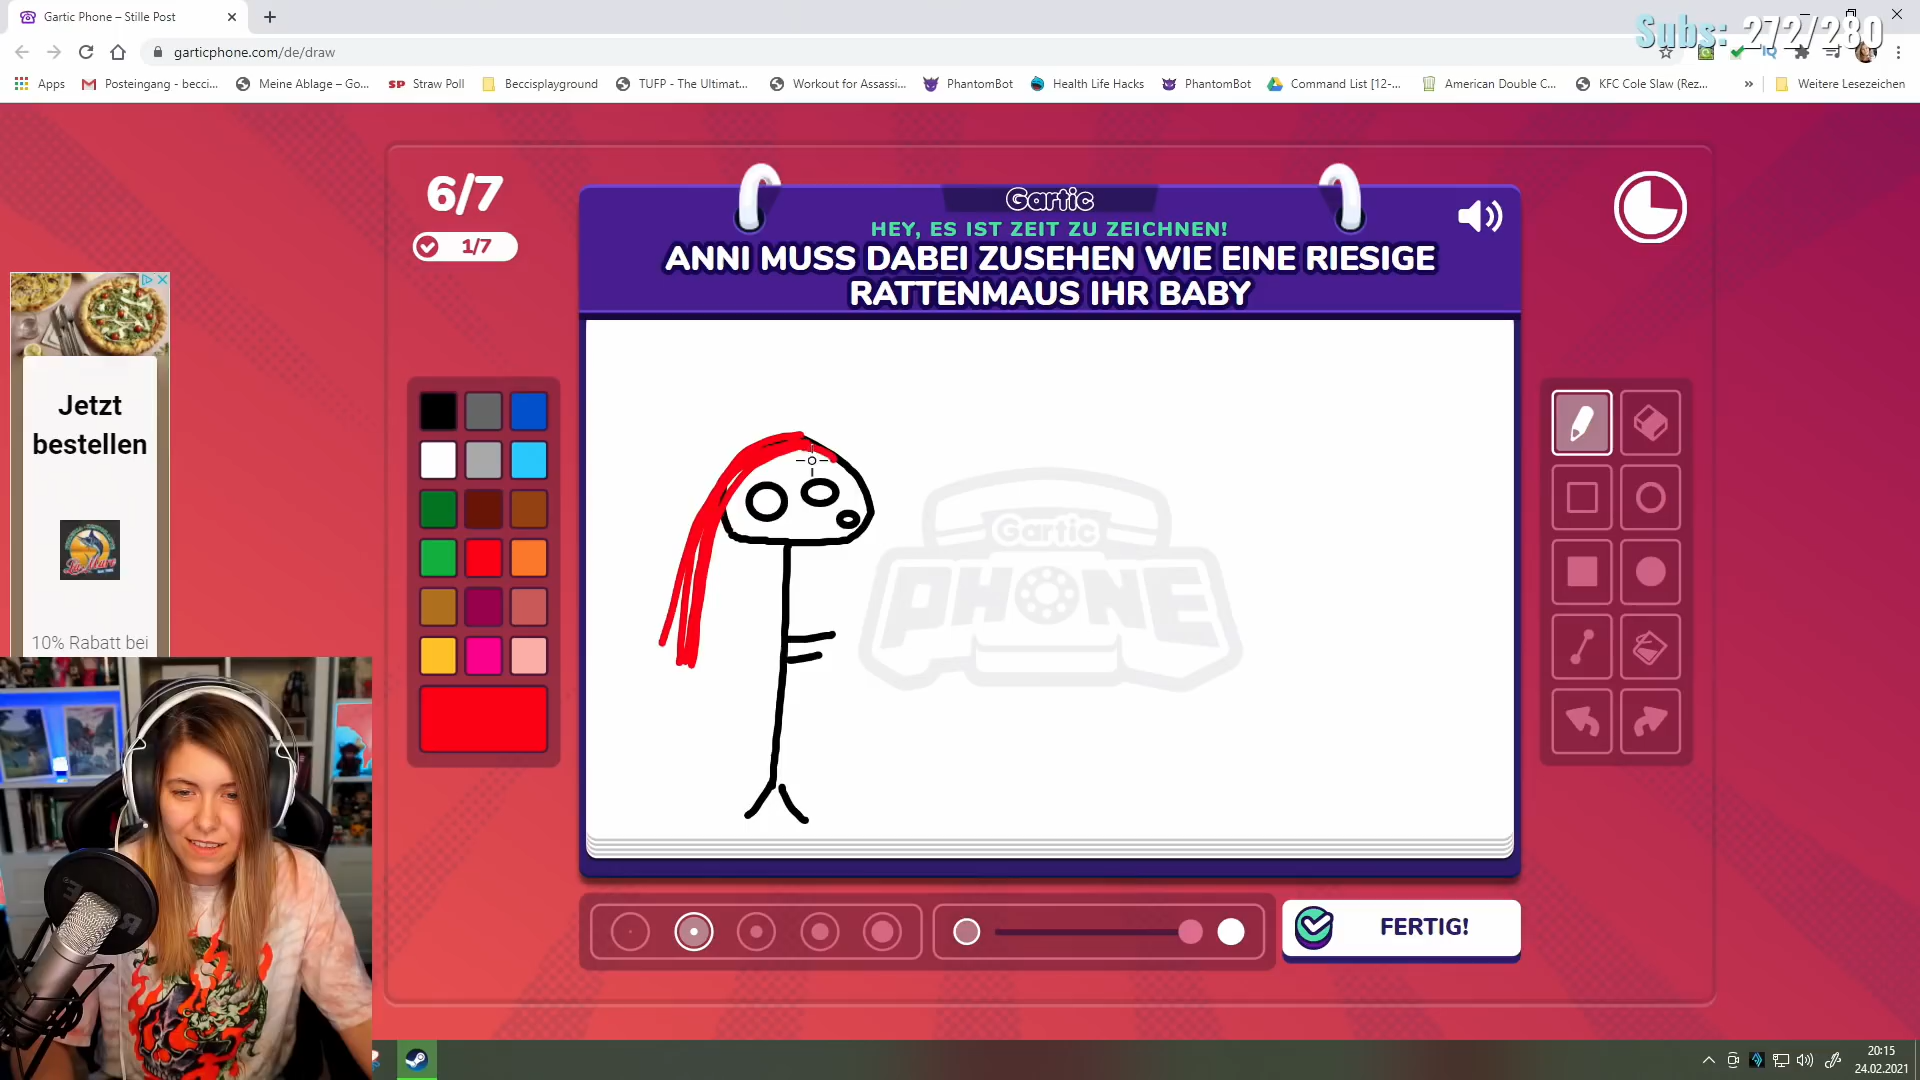 Gartic Phone – Stille Post
Subs: 272/280
garticphone.com/de/draw
Apps
Posteingang - becci...
Meine Ablage – Go...
SP Straw Poll
Beccisplayground
TUFP - The Ultimat...
Workout for Assassi...
PhantomBot
Health Life Hacks
PhantomBot
Command List [12-...
American Double C...
KFC Cole Slaw (Rez...
»
Weitere Lesezeichen
6/7
1/7
Gartic
HEY, ES IST ZEIT ZU ZEICHNEN!
ANNI MUSS DABEI ZUSEHEN WIE EINE RIESIGE
RATTENMAUS IHR BABY
Gartic
PHONE
Jetzt
bestellen
10% Rabatt bei
FERTIG!
20:15
24.02.2021